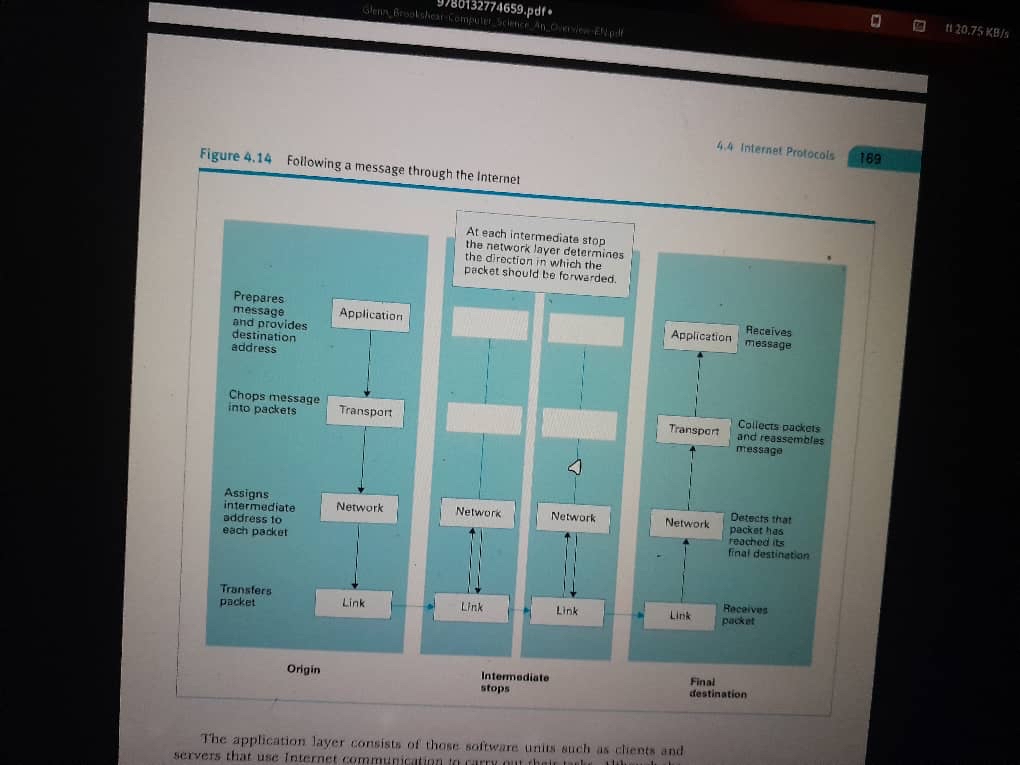 9780132774659.pdf•
Glenn_Brookshear-Computer_Science_An_Overview-EN.pdf
20.75 KB/s
4.4 Internet Protocols 169
Figure 4.14 Following a message through the Internet
At each intermediate stop
the network layer determines
the direction in which the
packet should be forwarded.
Prepares
message
and provides
destination
address
Application
Chops message
into packets
Transport
Assigns
intermediate
address to
each packet
Network
Transfers
packet
Link
Origin
Network
Link
Network
Link
Intermediate
stops
Application
Receives
message
Transport
Collects packets
and reassembles
message
Network
Detects that
packet has
reached its
final destination
Link
Receives
packet
Final
destination
The application layer consists of those software units such as clients and
servers that use Internet communication to carry out their tasks.